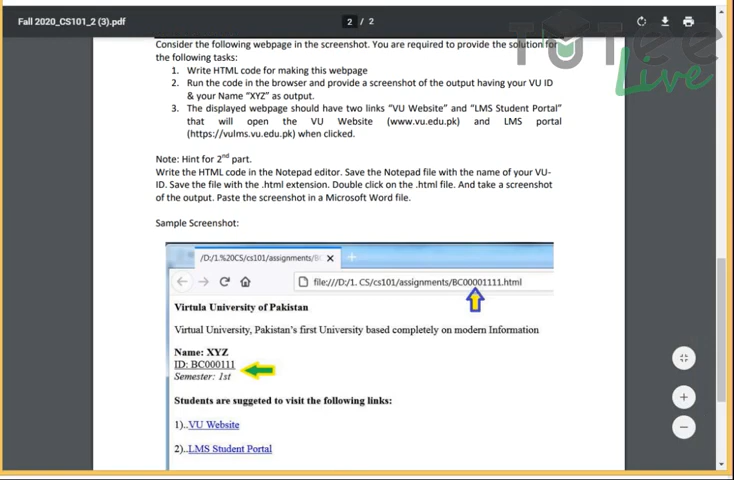 Fall 2020_CS101_2 (3).pdf
2 / 2
TUTee
Live
Consider the following webpage in the screenshot. You are required to provide the solution for
the following tasks:
1. Write HTML code for making this webpage
2. Run the code in the browser and provide a screenshot of the output having your VU ID
& your Name “XYZ” as output.
3. The displayed webpage should have two links “VU Website” and “LMS Student Portal”
that will open the VU Website (www.vu.edu.pk) and LMS portal
(https://vulms.vu.edu.pk) when clicked.
Note: Hint for 2nd part.
Write the HTML code in the Notepad editor. Save the Notepad file with the name of your VU-
ID. Save the file with the .html extension. Double click on the .html file. And take a screenshot
of the output. Paste the screenshot in a Microsoft Word file.
Sample Screenshot:
/D:/1.%20CS/cs101/assignments/BC
file:///D:/1. CS/cs101/assignments/BC00001111.html
Virtula University of Pakistan
Virtual University, Pakistan's first University based completely on modern Information
Name: XYZ
ID: BC000111
Semester: 1st
Students are suggeted to visit the following links:
1)..VU Website
2)..LMS Student Portal